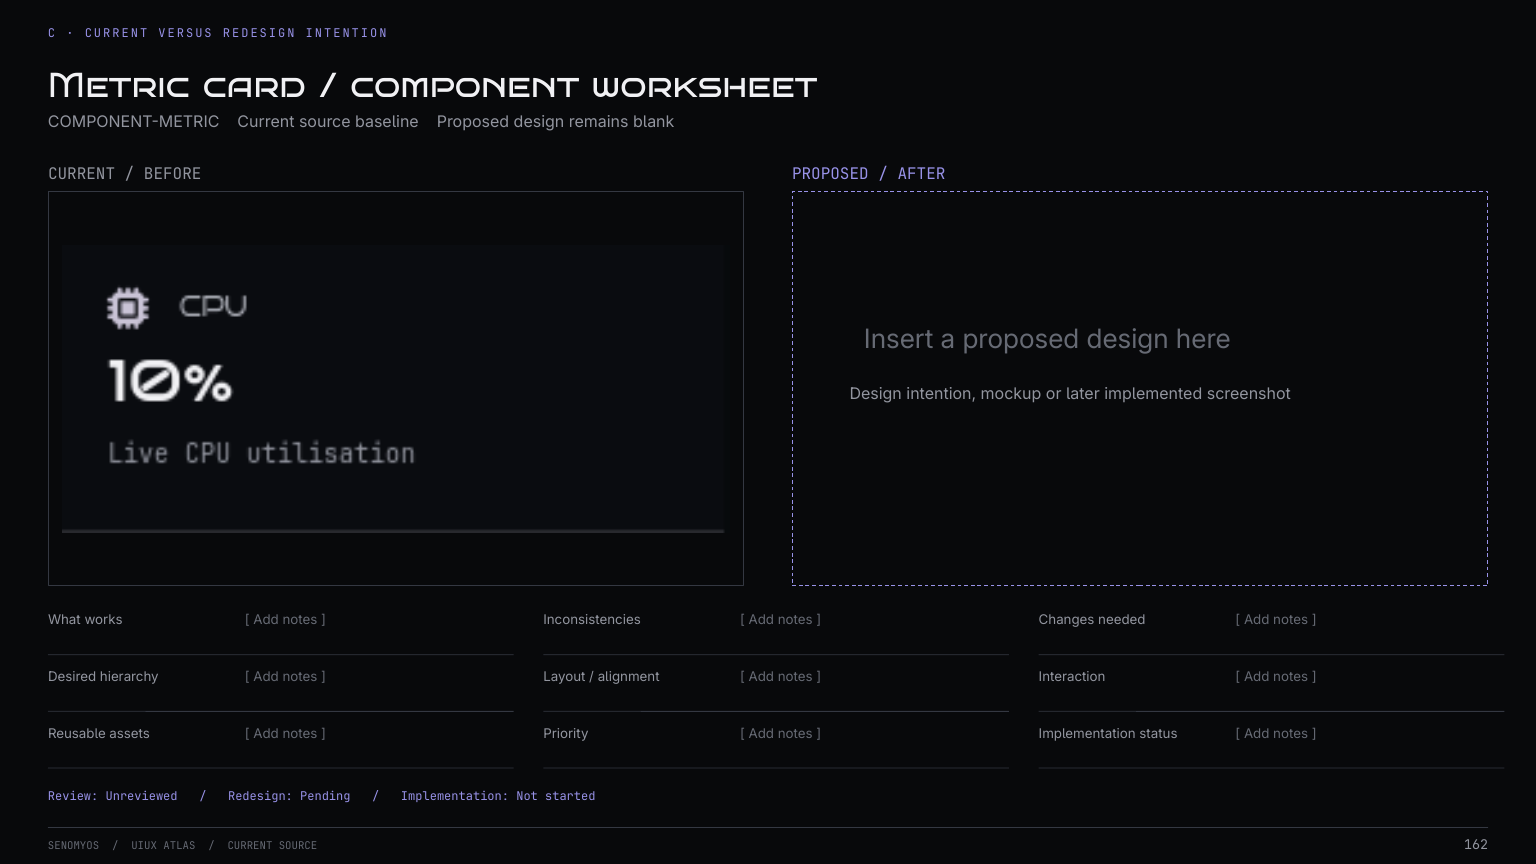 C · CURRENT VERSUS REDESIGN INTENTION
Metric card / component worksheet
COMPONENT-METRIC Current source baseline Proposed design remains blank
CURRENT / BEFORE
CPU
10%
Live CPU utilisation
PROPOSED / AFTER
Insert a proposed design here
Design intention, mockup or later implemented screenshot
What works [ Add notes ] Inconsistencies [ Add notes ] Changes needed [ Add notes ]
Desired hierarchy [ Add notes ] Layout / alignment [ Add notes ] Interaction [ Add notes ]
Reusable assets [ Add notes ] Priority [ Add notes ] Implementation status [ Add notes ]
Review: Unreviewed / Redesign: Pending / Implementation: Not started
SENOMYOS / UIUX ATLAS / CURRENT SOURCE 162